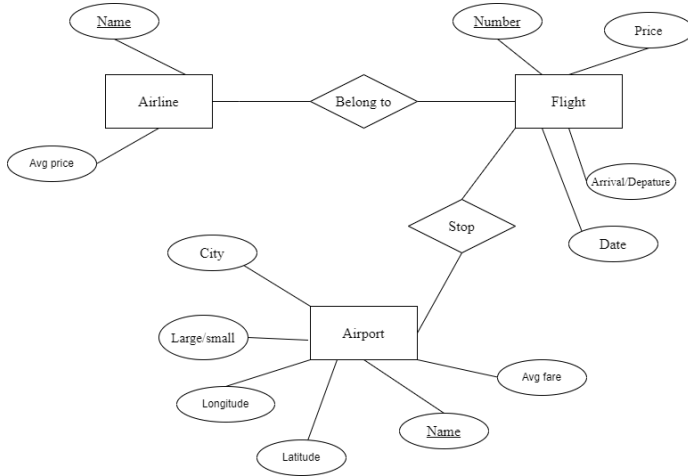 Name
Number
Price
Airline
Belong to
Flight
Avg price
Arrival/Depature
Stop
Date
City
Large/small
Airport
Avg fare
Longitude
Name
Latitude